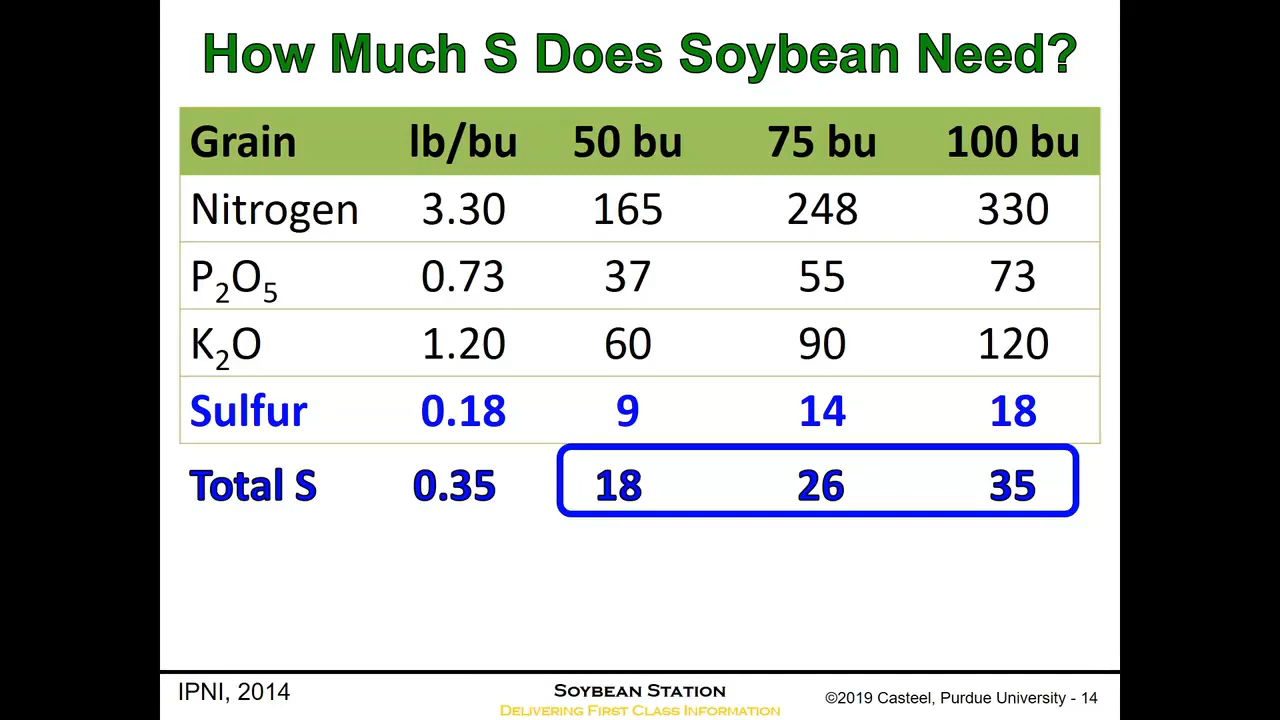 How Much S Does Soybean Need?
Grain lb/bu 50 bu 75 bu 100 bu
Nitrogen 3.30 165 248 330
P₂O₅ 0.73 37 55 73
K₂O 1.20 60 90 120
Sulfur 0.18 9 14 18
Total S 0.35 18 26 35
IPNI, 2014
SOYBEAN STATION
DELIVERING FIRST CLASS INFORMATION
©2019 Casteel, Purdue University - 14